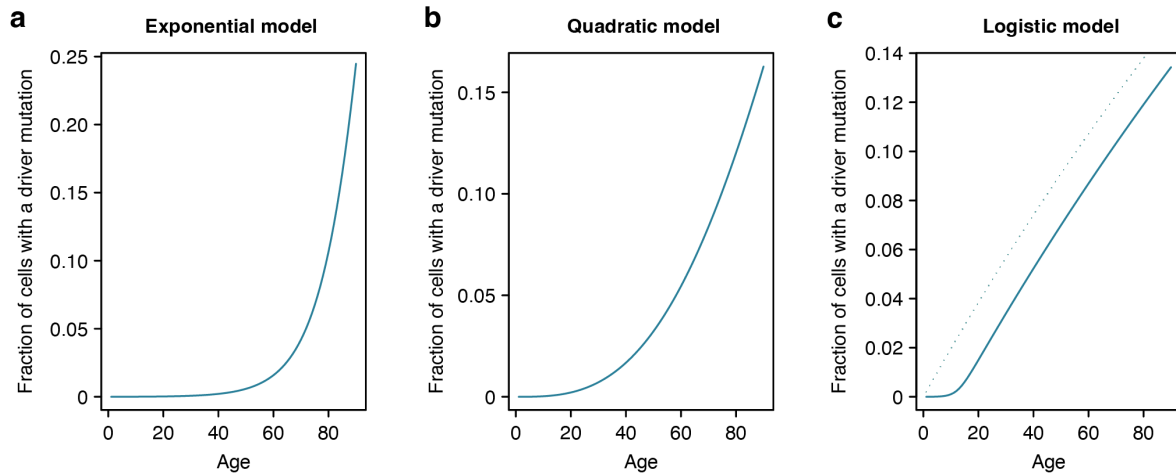 a
Exponential model
Fraction of cells with a driver mutation
0.25
0.20
0.15
0.10
0.05
0
0 20 40 60 80
Age
b
Quadratic model
Fraction of cells with a driver mutation
0.15
0.10
0.05
0
0 20 40 60 80
Age
c
Logistic model
Fraction of cells with a driver mutation
0.14
0.12
0.10
0.08
0.06
0.04
0.02
0
0 20 40 60 80
Age